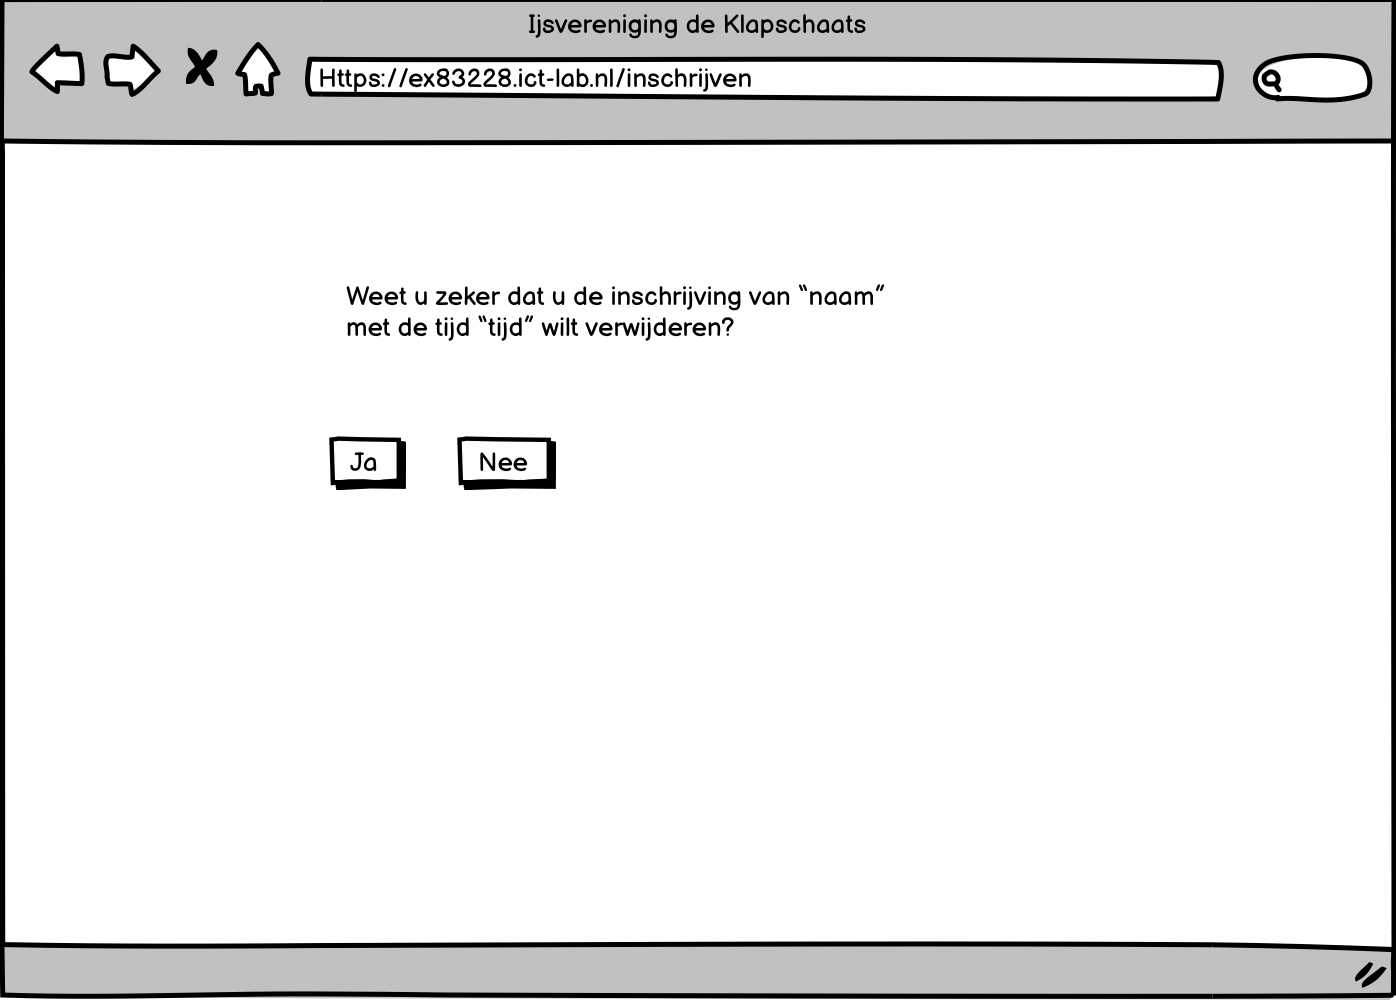 Ijsvereniging de Klapschaats
Https://ex83228.ict-lab.nl/inschrijven
Weet u zeker dat u de inschrijving van “naam”
met de tijd “tijd” wilt verwijderen?
Ja
Nee